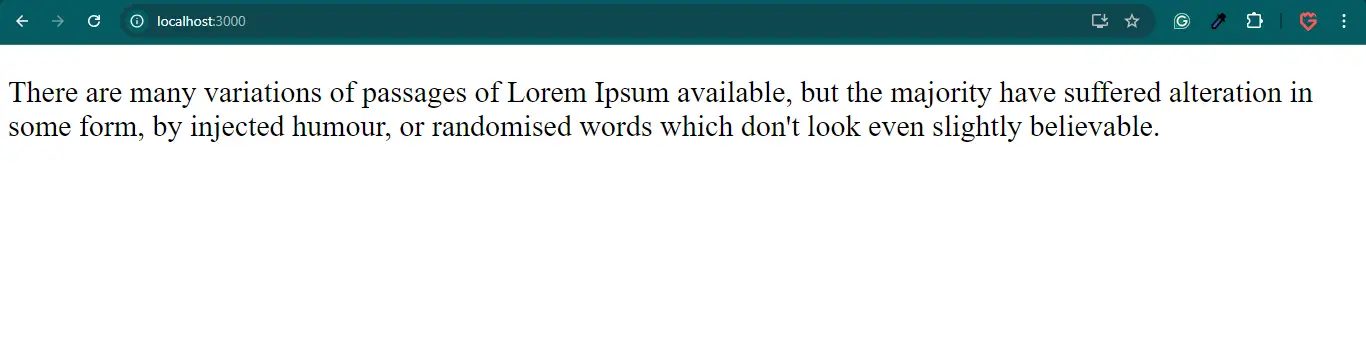 localhost:3000
There are many variations of passages of Lorem Ipsum available, but the majority have suffered alteration in
some form, by injected humour, or randomised words which don't look even slightly believable.